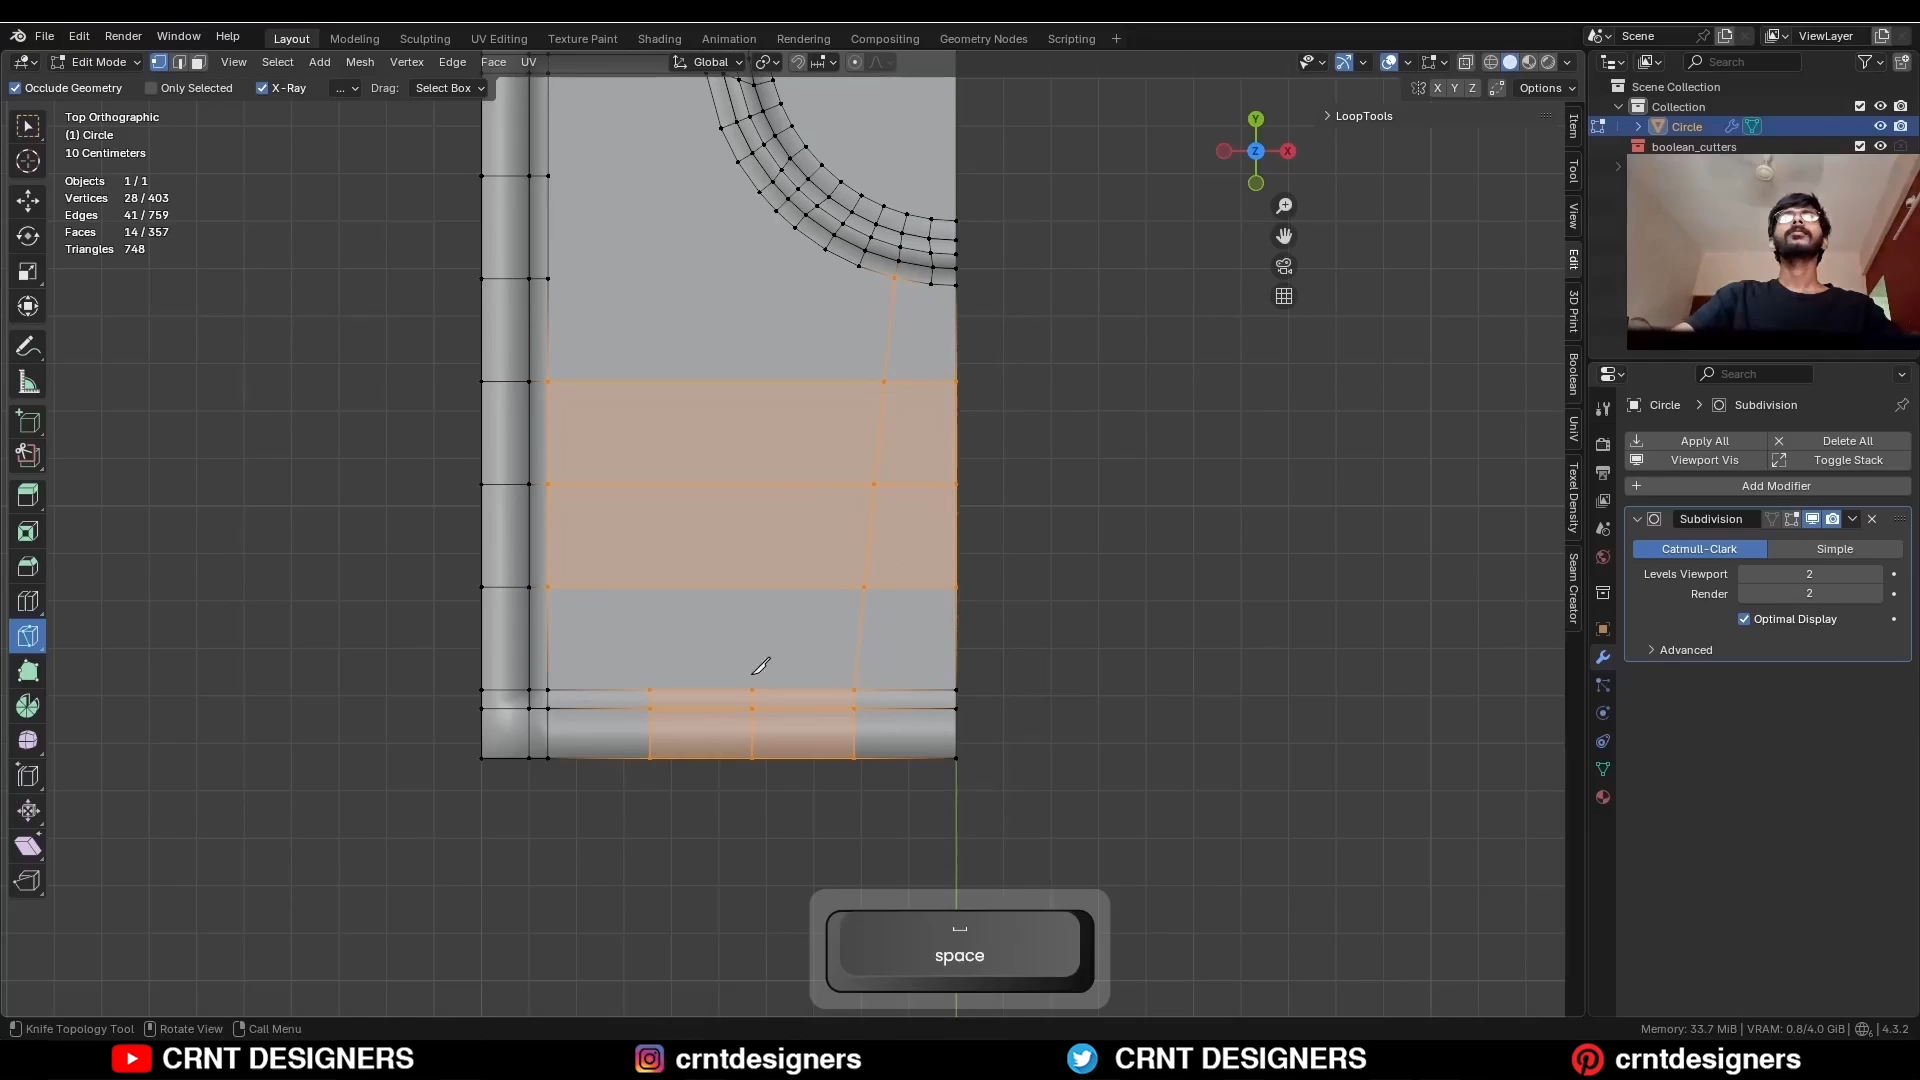 File Edit Render Window Help Layout Modeling Sculpting UV Editing Texture Paint Shading Animation Rendering Compositing Geometry Nodes Scripting + Scene ViewLayer
Edit Mode View Select Add Mesh Vertex Edge Face UV Global Search
Occlude Geometry Only Selected X-Ray ... Drag: Select Box X Y Z Options Scene Collection
Collection
Circle
boolean_cutters
Top Orthographic
(1) Circle
10 Centimeters
Objects 1 / 1
Vertices 28 / 403
Edges 41 / 759
Faces 14 / 357
Triangles 748
LoopTools
Y
Z X
Item
Tool
View
Edit
3D Print
Boolean
UniV
Texel Density
Seam Creator
Search
Circle > Subdivision
Apply All Delete All
Viewport Vis Toggle Stack
Add Modifier
Subdivision
Catmull-Clark Simple
Levels Viewport 2
Render 2
Optimal Display
Advanced
space
Knife Topology Tool Rotate View Call Menu Memory: 33.7 MiB | VRAM: 0.8/4.0 GiB | 4.3.2
CRNT DESIGNERS crntdesigners CRNT DESIGNERS crntdesigners